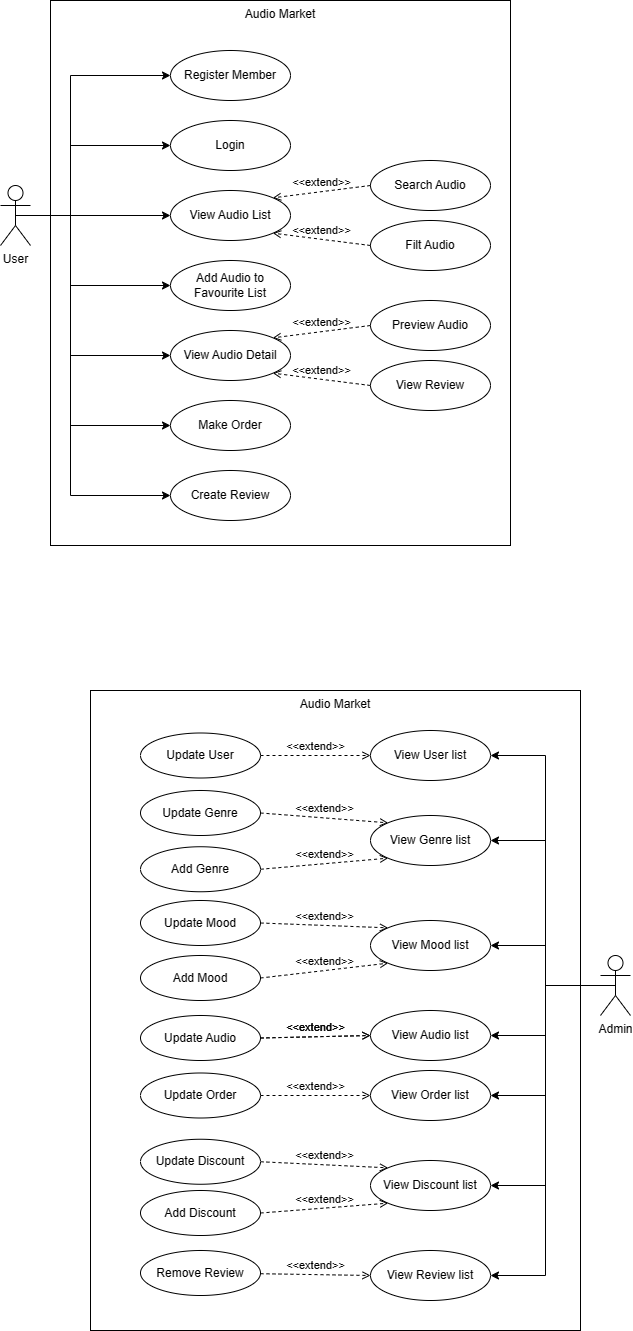 Audio Market
Register Member
Login
<<extend>>
Search Audio
View Audio List
<<extend>>
Filt Audio
User
Add Audio to
Favourite List
<<extend>>
Preview Audio
View Audio Detail
<<extend>>
View Review
Make Order
Create Review
Audio Market
Update User
<<extend>>
View User list
Update Genre
<<extend>>
View Genre list
Add Genre
<<extend>>
Update Mood
<<extend>>
View Mood list
Add Mood
<<extend>>
Admin
Update Audio
<<extend>>
View Audio list
Update Order
<<extend>>
View Order list
Update Discount
<<extend>>
View Discount list
Add Discount
<<extend>>
Remove Review
<<extend>>
View Review list